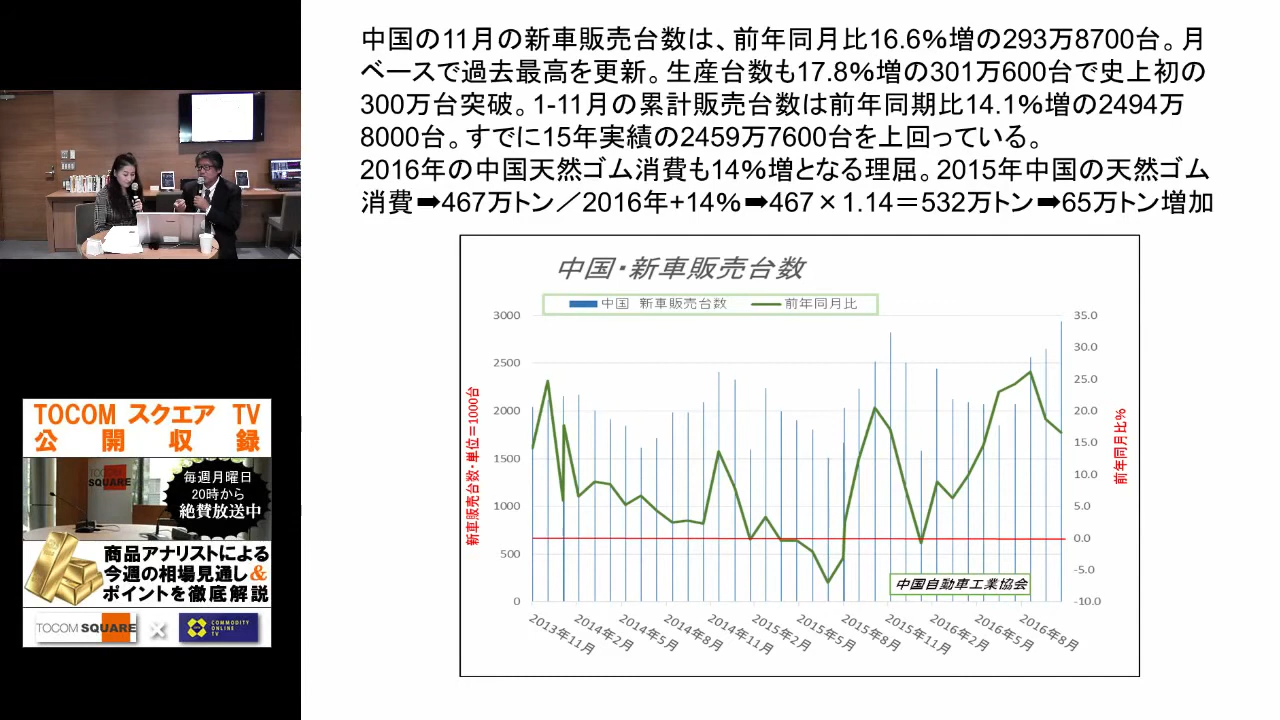 中国の11月の新車販売台数は、前年同月比16.6%増の293万8700台。月
ベースで過去最高を更新。生産台数も17.8%増の301万600台で史上初の
300万台突破。1-11月の累計販売台数は前年同期比14.1%増の2494万
8000台。すでに15年実績の2459万7600台を上回っている。
2016年の中国天然ゴム消費も14%増となる理屈。2015年中国の天然ゴム
消費➡467万トン／2016年+14%➡467×1.14＝532万トン➡65万トン増加
中国・新車販売台数
中国 新車販売台数
前年同月比
3000
2500
2000
1500
1000
500
0
35.0
30.0
25.0
20.0
15.0
10.0
5.0
0.0
-5.0
-10.0
新車販売台数・単位＝1000台
前年同月比%
中国自動車工業協会
2013年11月
2014年2月
2014年5月
2014年8月
2014年11月
2015年2月
2015年5月
2015年8月
2015年11月
2016年2月
2016年5月
2016年8月
TOCOM スクエア TV
公開収録
TOCOM
SQUARE
毎週月曜日
20時から
絶賛放送中
商品アナリストによる
今週の相場見通し&
ポイントを徹底解説
TOCOM SQUARE × COMMODITY
ONLINE
TV